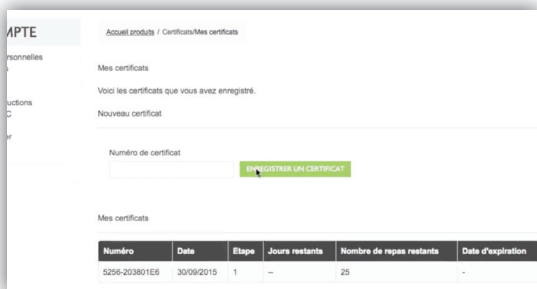 MPTE
Accueil produits / Certificats/Mes certificats
rsonnelles
s
Mes certificats
Voici les certificats que vous avez enregistré.
uctions
C
Nouveau certificat
er
Numéro de certificat
ENREGISTRER UN CERTIFICAT
Mes certificats
Numéro Date Etape Jours restants Nombre de repas restants Date d'expiration
5256-203801E6 30/09/2015 1 -- 25 -